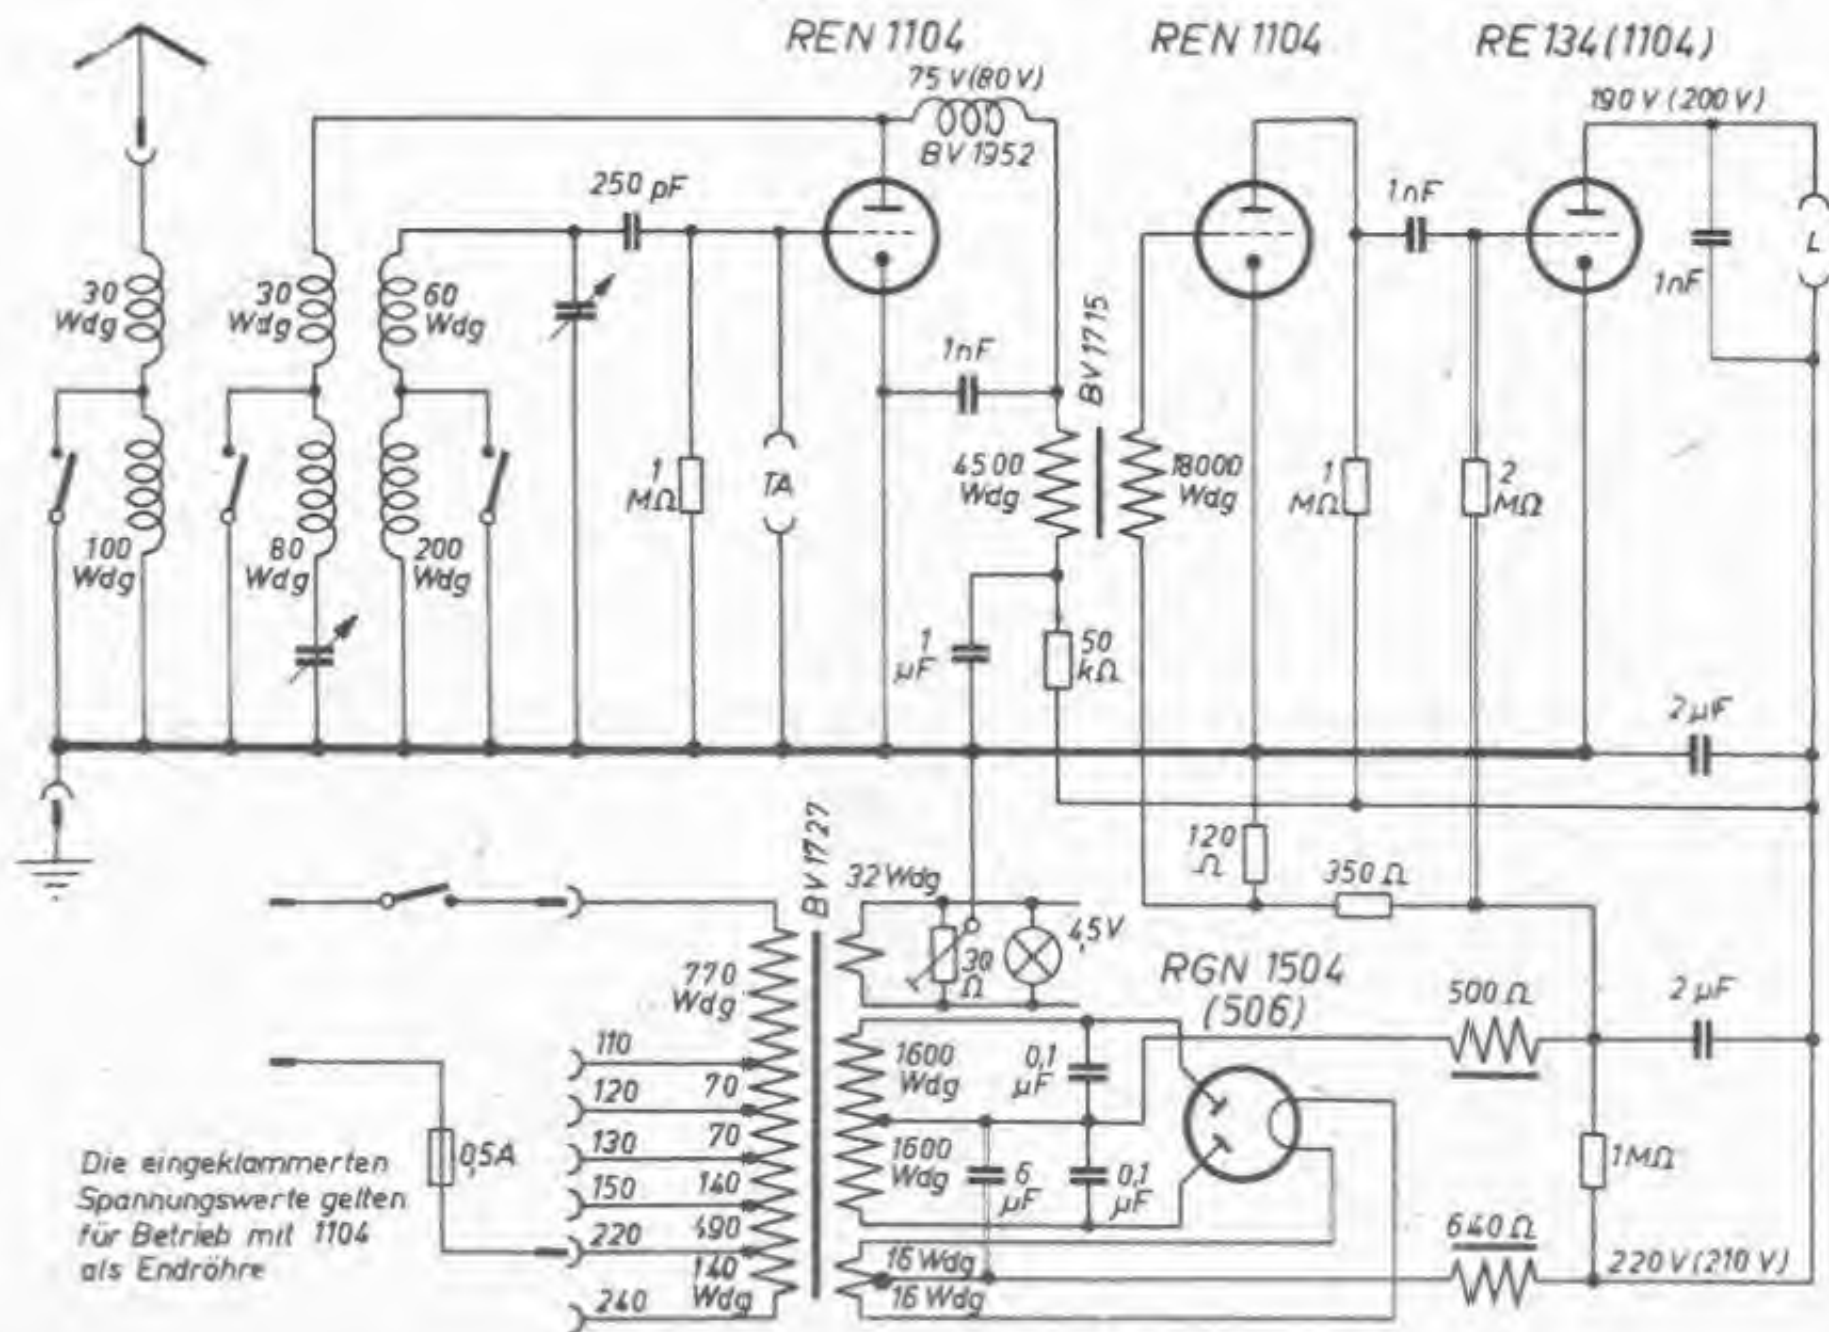 REN 1104
REN 1104
RE 134 (1104)
75 V (80 V)
BV 1952
190 V (200 V)
250 pF
1nF
1nF
L
30
Wdg
30
Wdg
60
Wdg
1nF
BV 1715
1
MΩ
TA
4500
Wdg
18000
Wdg
1
MΩ
2
MΩ
100
Wdg
80
Wdg
200
Wdg
1
µF
50
kΩ
2 µF
BV 1727
32 Wdg
120
Ω
350 Ω
770
Wdg
30
Ω
4,5V
RGN 1504
(506)
500 Ω
2 µF
110
120
130
150
220
240
70
70
140
490
140
Wdg
1600
Wdg
1600
Wdg
0,1
µF
6
µF
0,1
µF
1 MΩ
0,5A
640 Ω
16 Wdg
16 Wdg
220 V (210 V)
Die eingeklammerten
Spannungswerte gelten
für Betrieb mit 1104
als Endröhre